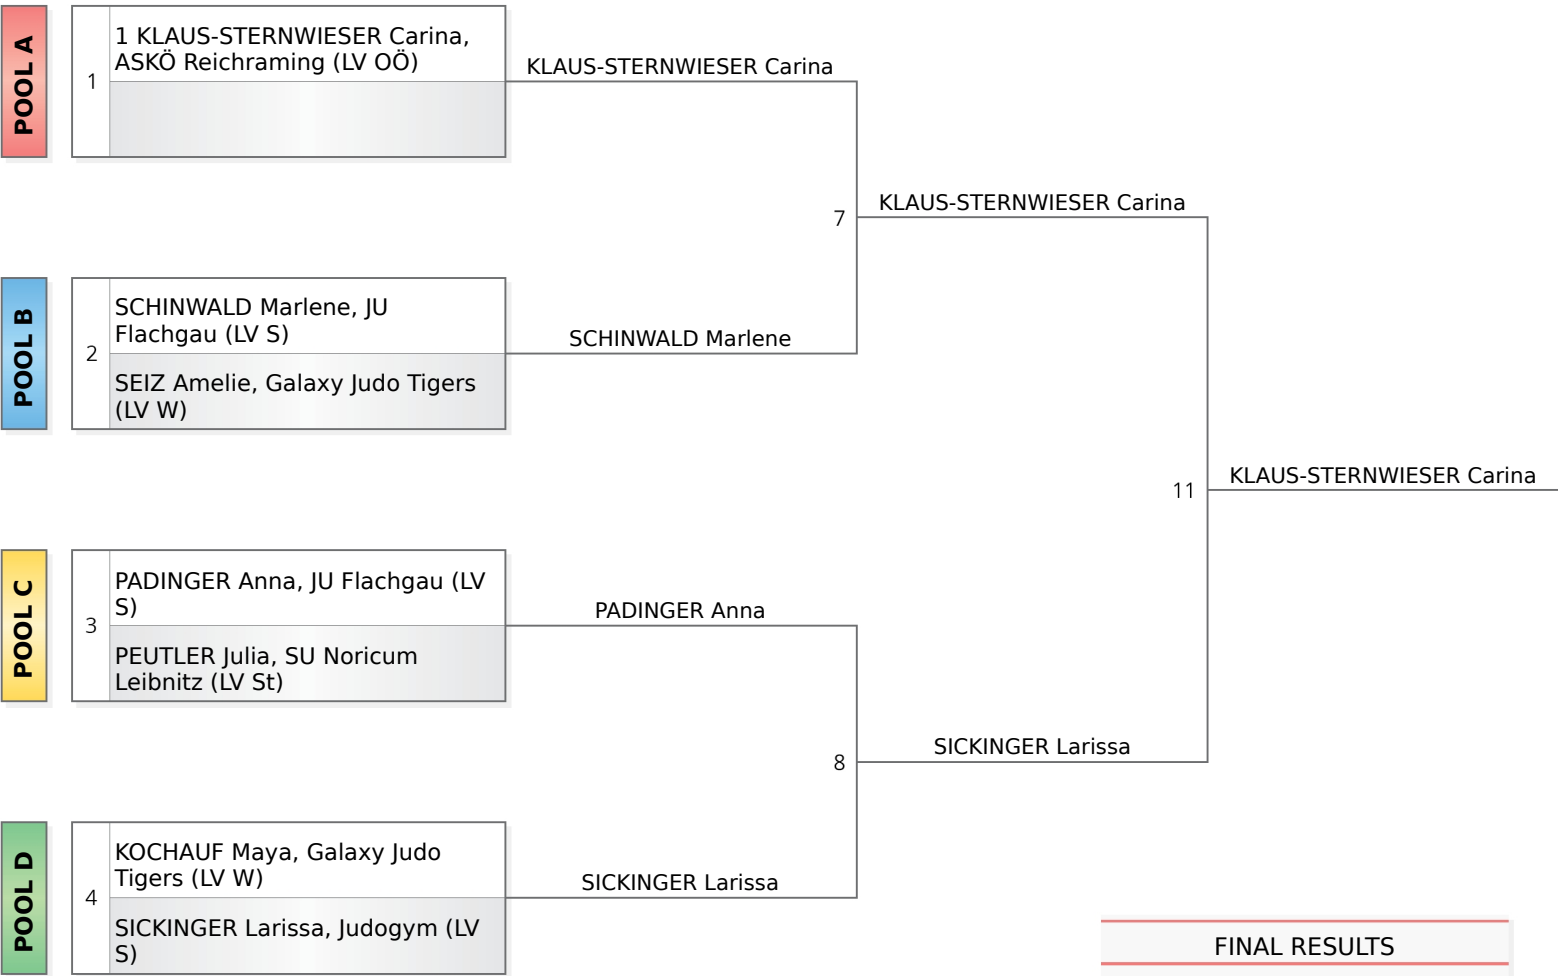 POOL A
1
1 KLAUS-STERNWIESER Carina,
ASKÖ Reichraming (LV OÖ)
KLAUS-STERNWIESER Carina
7
KLAUS-STERNWIESER Carina
POOL B
2
SCHINWALD Marlene, JU
Flachgau (LV S)
SEIZ Amelie, Galaxy Judo Tigers
(LV W)
SCHINWALD Marlene
11
KLAUS-STERNWIESER Carina
POOL C
3
PADINGER Anna, JU Flachgau (LV
S)
PEUTLER Julia, SU Noricum
Leibnitz (LV St)
PADINGER Anna
8
SICKINGER Larissa
POOL D
4
KOCHAUF Maya, Galaxy Judo
Tigers (LV W)
SICKINGER Larissa, Judogym (LV
S)
SICKINGER Larissa
FINAL RESULTS